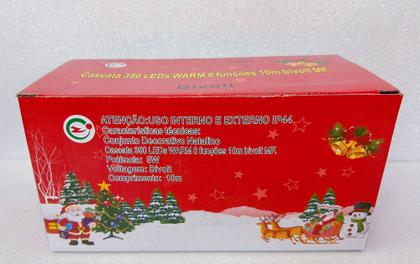 Cascata 350 LEDs WARM 8 funções 10m bivolt MF.
Bivolt
ATENÇÃO:USO INTERNO E EXTERNO IP44
Características técnicas:
Conjunto Decorativo Natalino
Cascata 350 LEDs WARM 8 funções 10m bivolt MF.
Potência: 5W
Voltagem: Bivolt
Comprimento: 10m